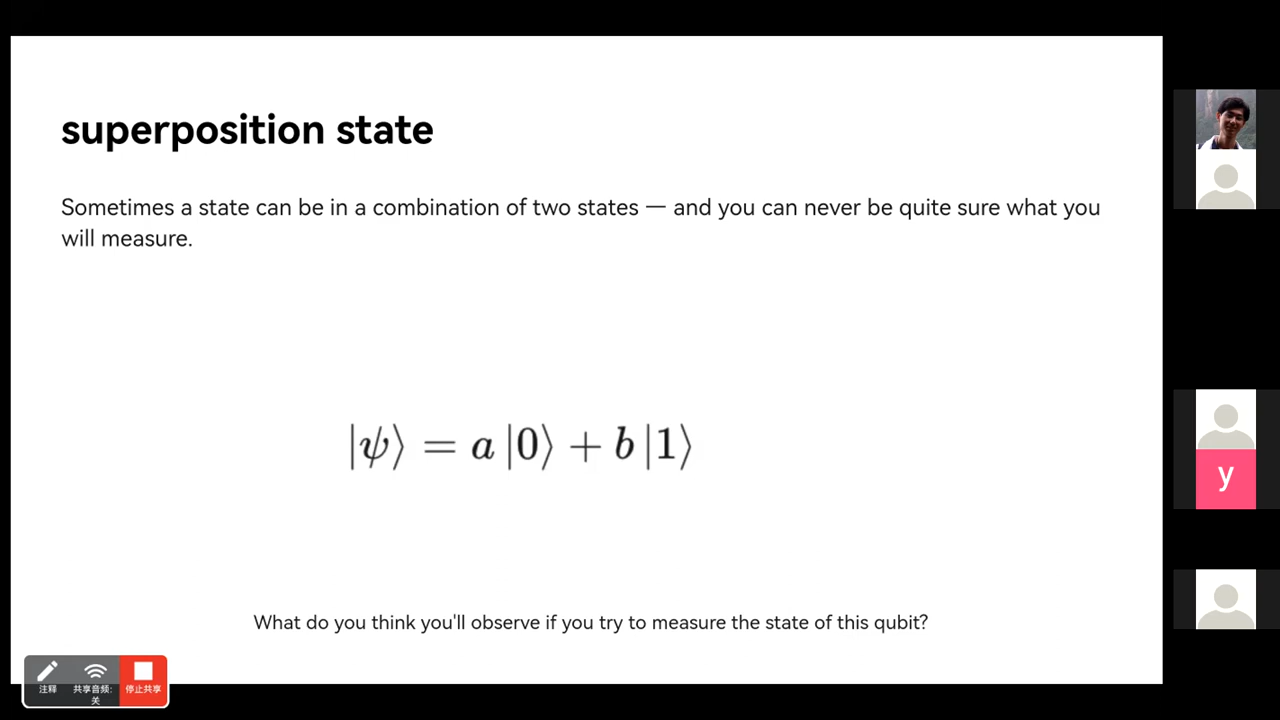 superposition state
Sometimes a state can be in a combination of two states — and you can never be quite sure what you
will measure.
|ψ⟩ = a |0⟩ + b |1⟩
y
What do you think you'll observe if you try to measure the state of this qubit?
注释
共享音频:
关
停止共享